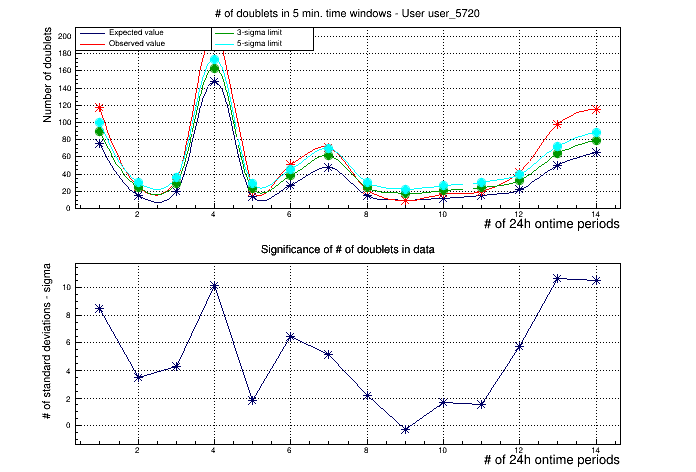 # of doublets in 5 min. time windows - User user_5720
Number of doublets
Expected value
Observed value
3-sigma limit
5-sigma limit
200
180
160
140
120
100
80
60
40
20
0
2 4 6 8 10 12 14
# of 24h ontime periods
Significance of # of doublets in data
# of standard deviations - sigma
10
8
6
4
2
0
2 4 6 8 10 12 14
# of 24h ontime periods